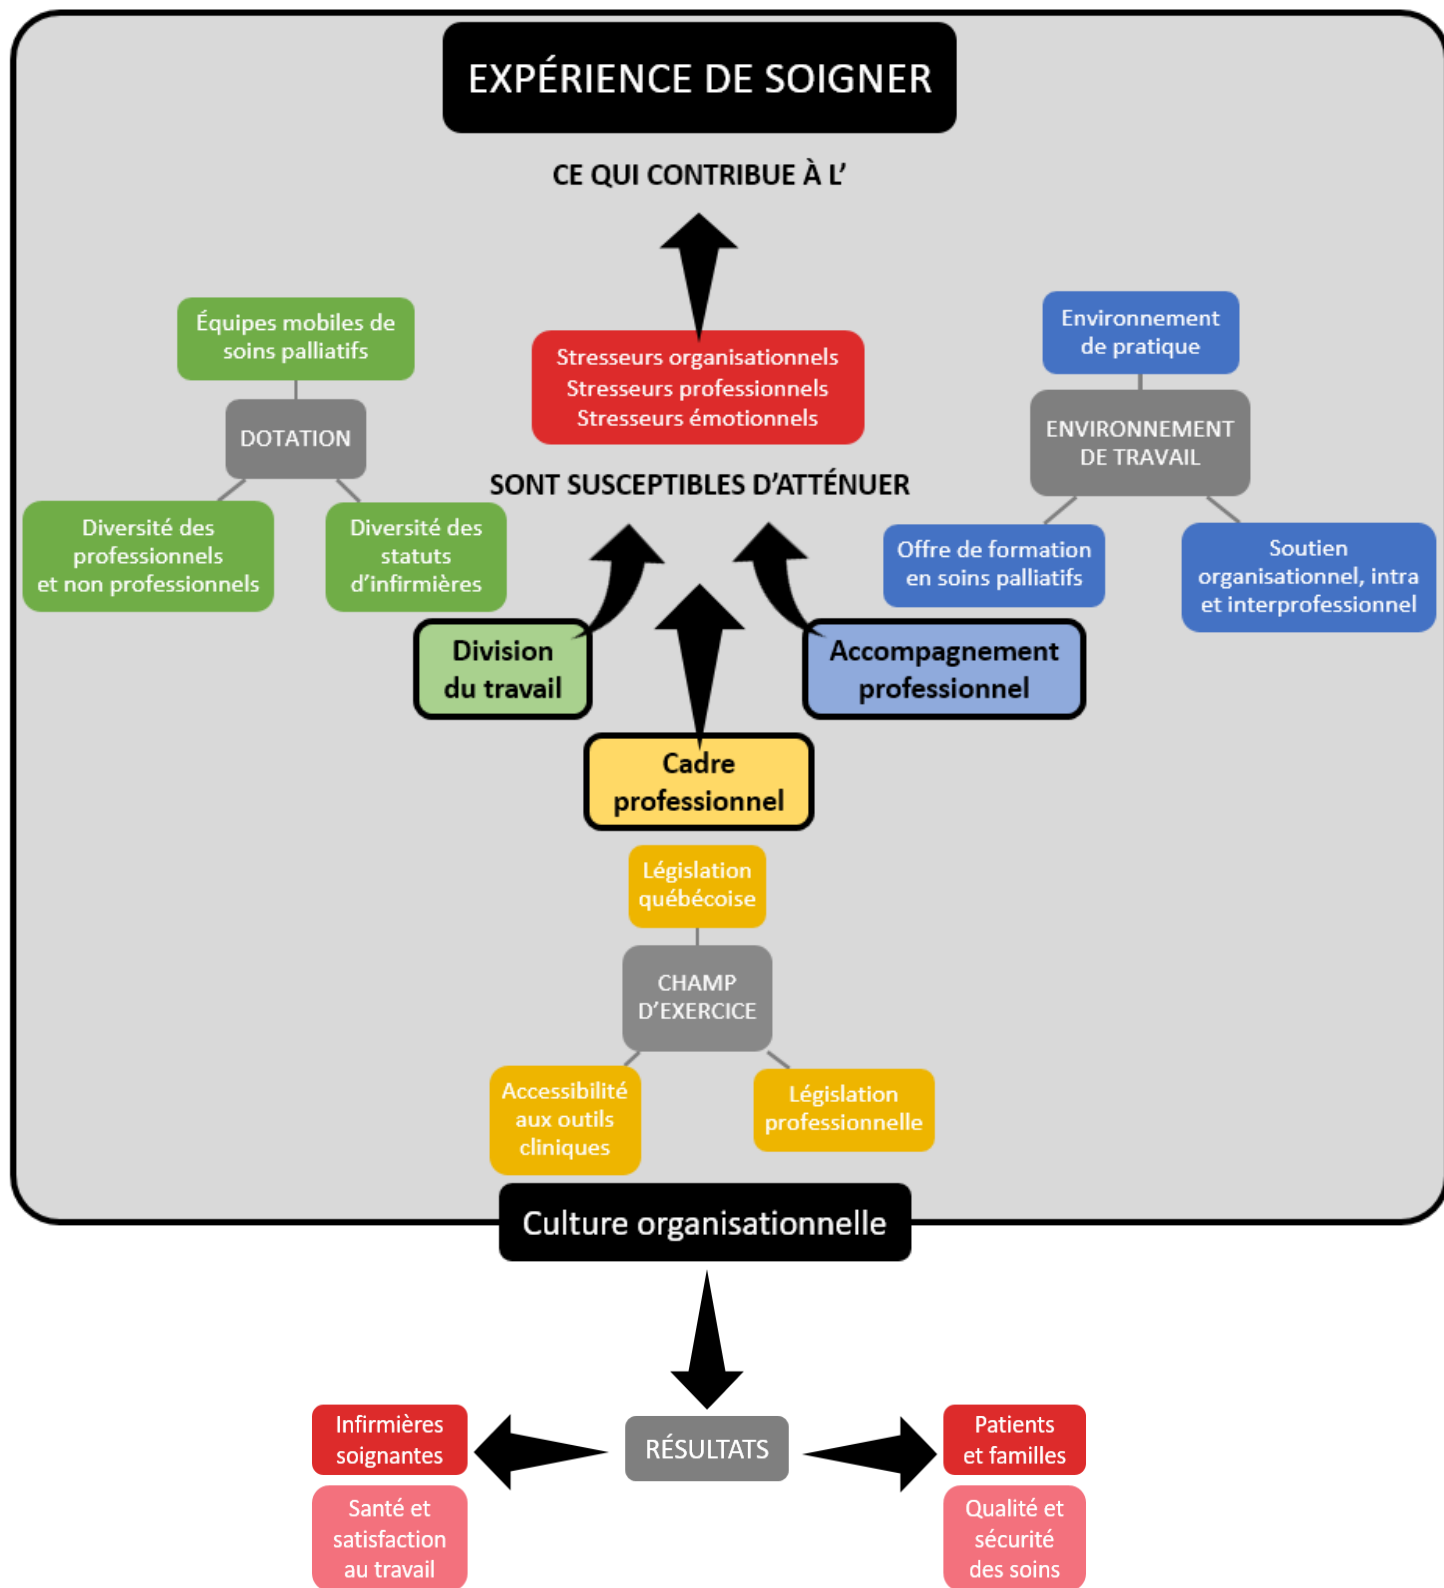 EXPÉRIENCE DE SOIGNER
CE QUI CONTRIBUE À L’
Équipes mobiles de
soins palliatifs
DOTATION
Diversité des
professionnels
et non professionnels
Diversité des
statuts
d’infirmières
Stresseurs organisationnels
Stresseurs professionnels
Stresseurs émotionnels
SONT SUSCEPTIBLES D’ATTÉNUER
Environnement
de pratique
ENVIRONNEMENT
DE TRAVAIL
Offre de formation
en soins palliatifs
Soutien
organisationnel, intra
et interprofessionnel
Division
du travail
Accompagnement
professionnel
Cadre
professionnel
Législation
québécoise
CHAMP
D’EXERCICE
Accessibilité
aux outils
cliniques
Législation
professionnelle
Culture organisationnelle
Infirmières
soignantes
RÉSULTATS
Patients
et familles
Santé et
satisfaction
au travail
Qualité et
sécurité
des soins